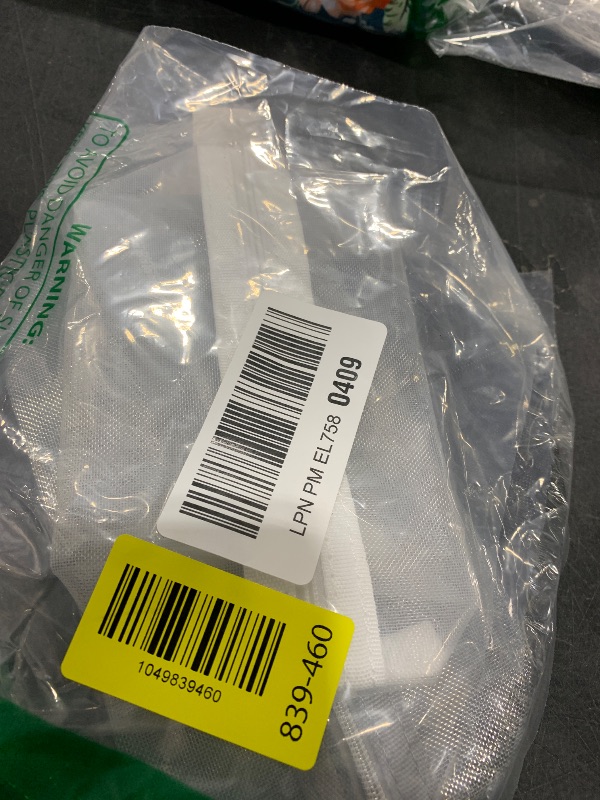 WARNING:
TO AVOID DANGER OF
LPN PM EL758 0409
1049839460
839-460